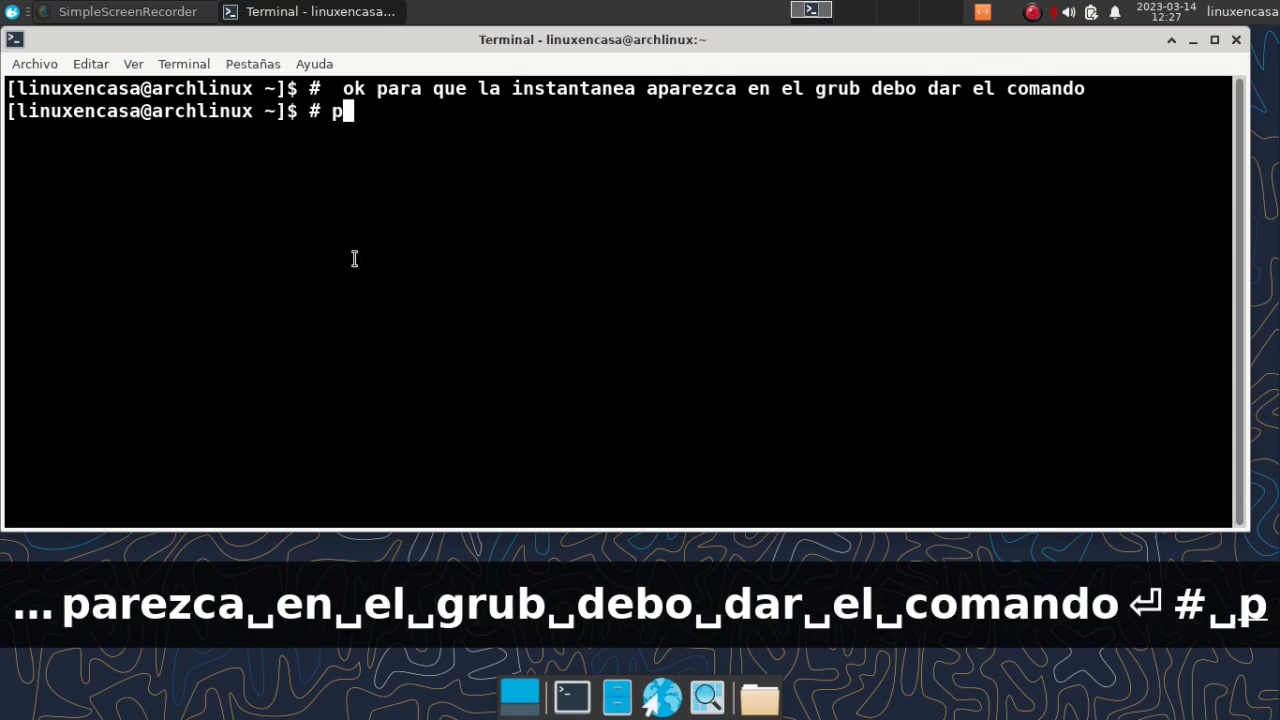 SimpleScreenRecorder
Terminal - linuxencasa...
2023-03-14
12:27
linuxencasa
Terminal - linuxencasa@archlinux:~
Archivo Editar Ver Terminal Pestañas Ayuda
[linuxencasa@archlinux ~]$ #  ok para que la instantanea aparezca en el grub debo dar el comando
[linuxencasa@archlinux ~]$ # p
...parezca␣en␣el␣grub␣debo␣dar␣el␣comando⏎#␣p